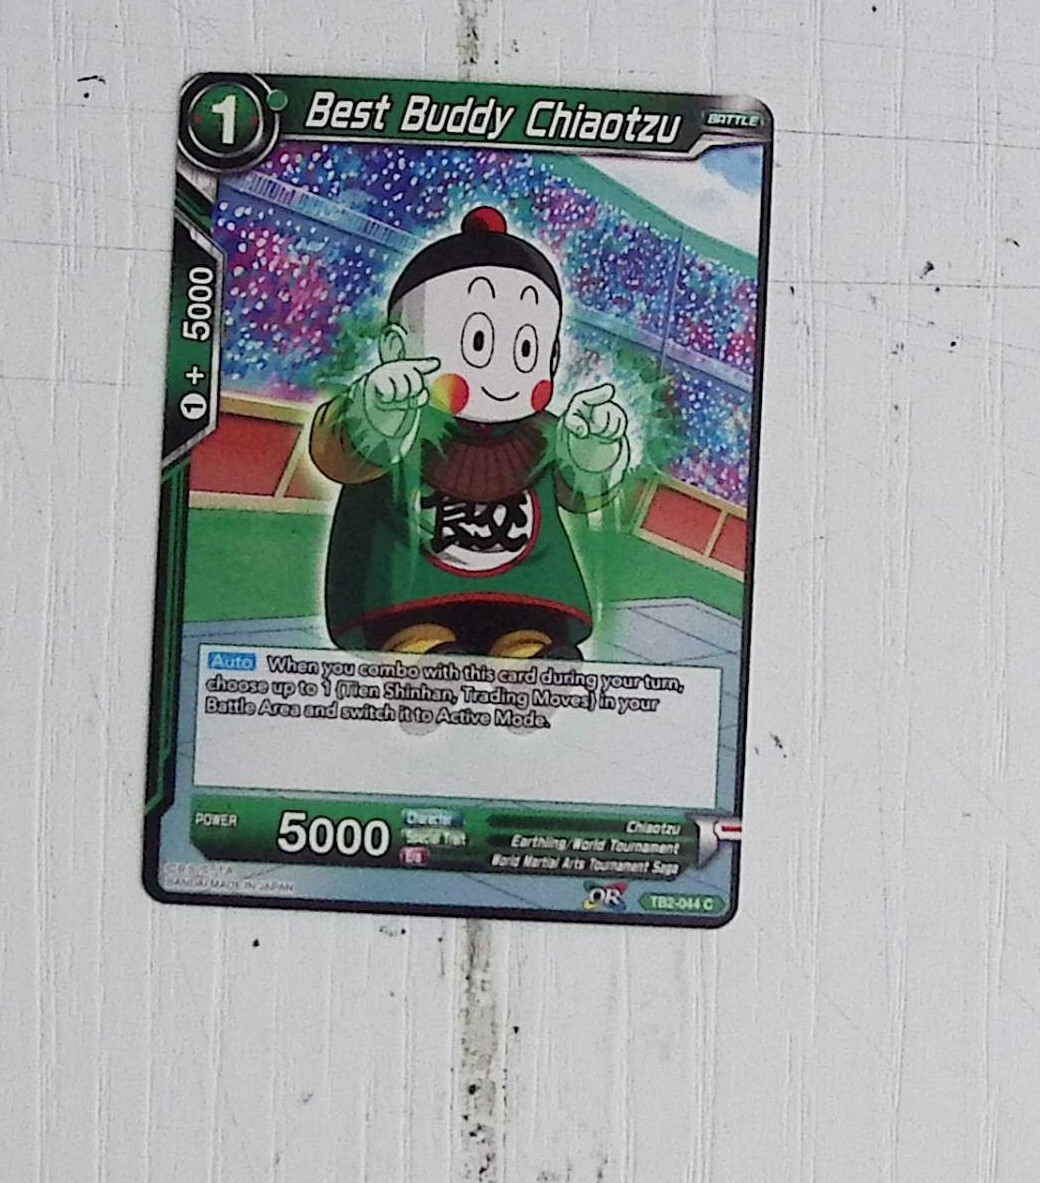 1 Best Buddy Chiaotzu BATTLE
1 + 5000
Auto When you combo with this card during your turn,
choose up to 1 {Tien Shinhan, Trading Moves} in your
Battle Area and switch it to Active Mode.
POWER 5000
Character Chiaotzu
Special Trait Earthling/World Tournament
Era World Martial Arts Tournament Saga
BANDAI MADE IN JAPAN
TB2-044 C